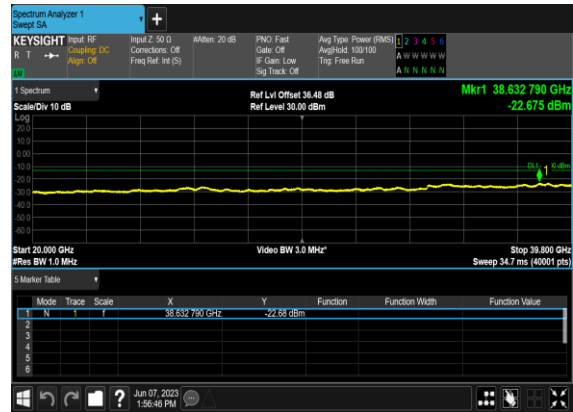 Spectrum Analyzer 1
Swept SA
KEYSIGHT Input: RF Input Z: 50 Ω #Atten: 20 dB PNO: Fast Avg Type: Power (RMS) 1 2 3 4 5 6
R T Coupling: DC Corrections: Off Gate: Off Avg|Hold: 100/100 A W W W W W
Align: Off Freq Ref: Int (S) IF Gain: Low Trig: Free Run
Sig Track: Off A N N N N N
1 Spectrum Ref Lvl Offset 36.48 dB Mkr1 38.632 790 GHz
Scale/Div 10 dB Ref Level 30.00 dBm -22.675 dBm
Log
20.0
10.0
0.00
-10.0
DL1 1 dBm
-20.0
-30.0
-40.0
-50.0
-60.0
Start 20.000 GHz Video BW 3.0 MHz* Stop 39.800 GHz
#Res BW 1.0 MHz Sweep 34.7 ms (40001 pts)
5 Marker Table
Mode Trace Scale X Y Function Function Width Function Value
1 N 1 f 38.632 790 GHz -22.68 dBm
2
3
4
5
6
? Jun 07, 2023
1:56:46 PM